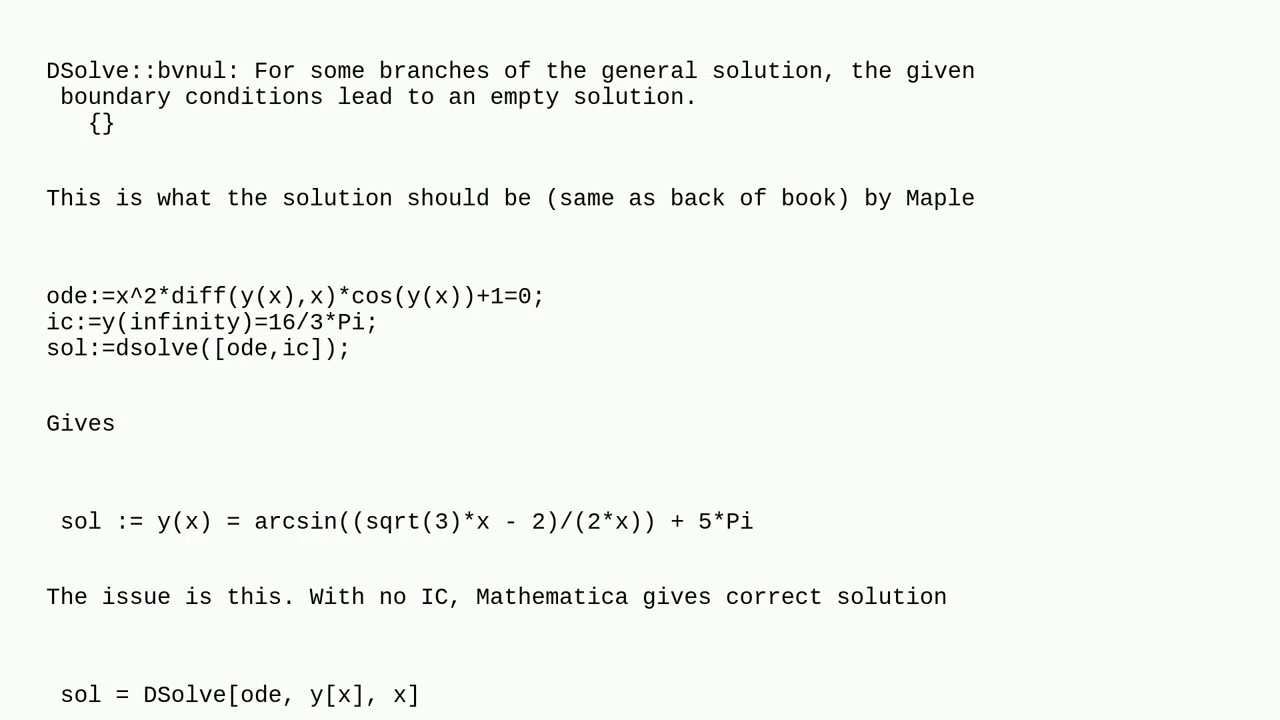 DSolve::bvnul: For some branches of the general solution, the given
boundary conditions lead to an empty solution.
{}
This is what the solution should be (same as back of book) by Maple
ode:=x^2*diff(y(x),x)*cos(y(x))+1=0;
ic:=y(infinity)=16/3*Pi;
sol:=dsolve([ode,ic]);
Gives
sol := y(x) = arcsin((sqrt(3)*x - 2)/(2*x)) + 5*Pi
The issue is this. With no IC, Mathematica gives correct solution
sol = DSolve[ode, y[x], x]